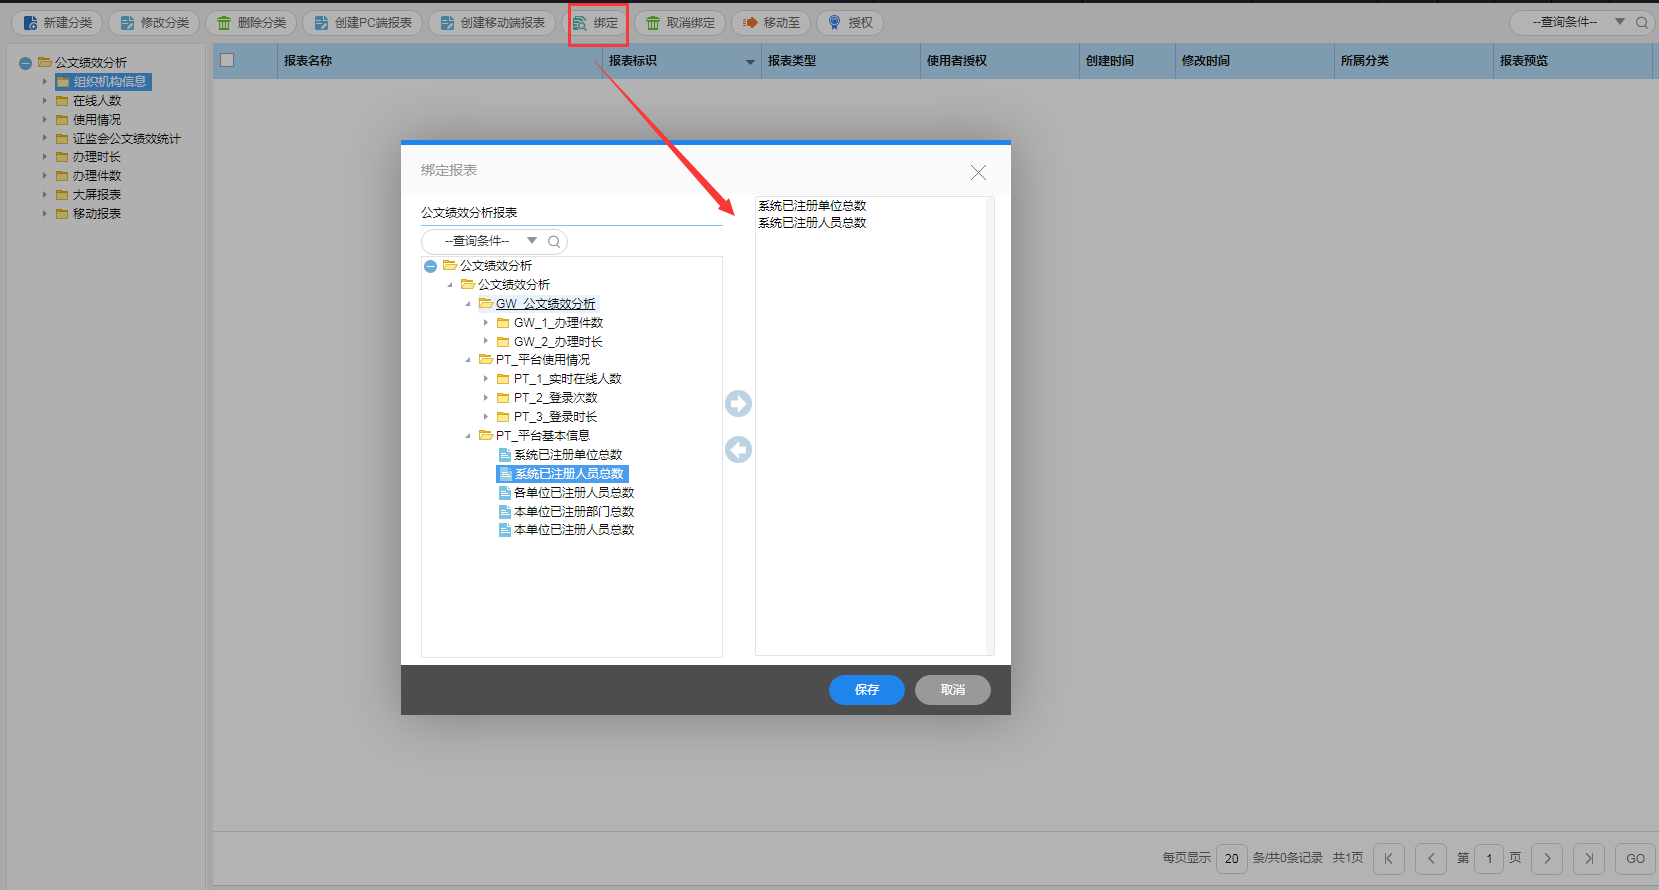 新建分类 修改分类 删除分类 创建PC端报表 创建移动端报表 绑定 取消绑定 移动至 授权 --查询条件--
公文绩效分析
组织机构信息
在线人数
使用情况
证监会公文绩效统计
办理时长
办理件数
大屏报表
移动报表
报表名称 报表标识 报表类型 使用者授权 创建时间 修改时间 所属分类 报表预览
绑定报表
公文绩效分析报表
--查询条件--
公文绩效分析
公文绩效分析
GW_公文绩效分析
GW_1_办理件数
GW_2_办理时长
PT_平台使用情况
PT_1_实时在线人数
PT_2_登录次数
PT_3_登录时长
PT_平台基本信息
系统已注册单位总数
系统已注册人员总数
各单位已注册人员总数
本单位已注册部门总数
本单位已注册人员总数
系统已注册单位总数
系统已注册人员总数
保存 取消
每页显示 20 条/共0条记录 共1页 第 1 页 GO